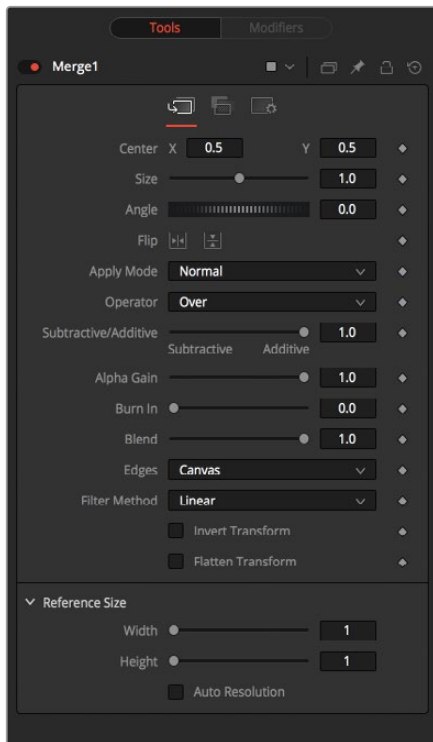 Tools Modifiers
Merge1
Center X 0.5 Y 0.5
Size 1.0
Angle 0.0
Flip
Apply Mode Normal
Operator Over
Subtractive/Additive 1.0
Subtractive Additive
Alpha Gain 1.0
Burn In 0.0
Blend 1.0
Edges Canvas
Filter Method Linear
Invert Transform
Flatten Transform
Reference Size
Width 1
Height 1
Auto Resolution